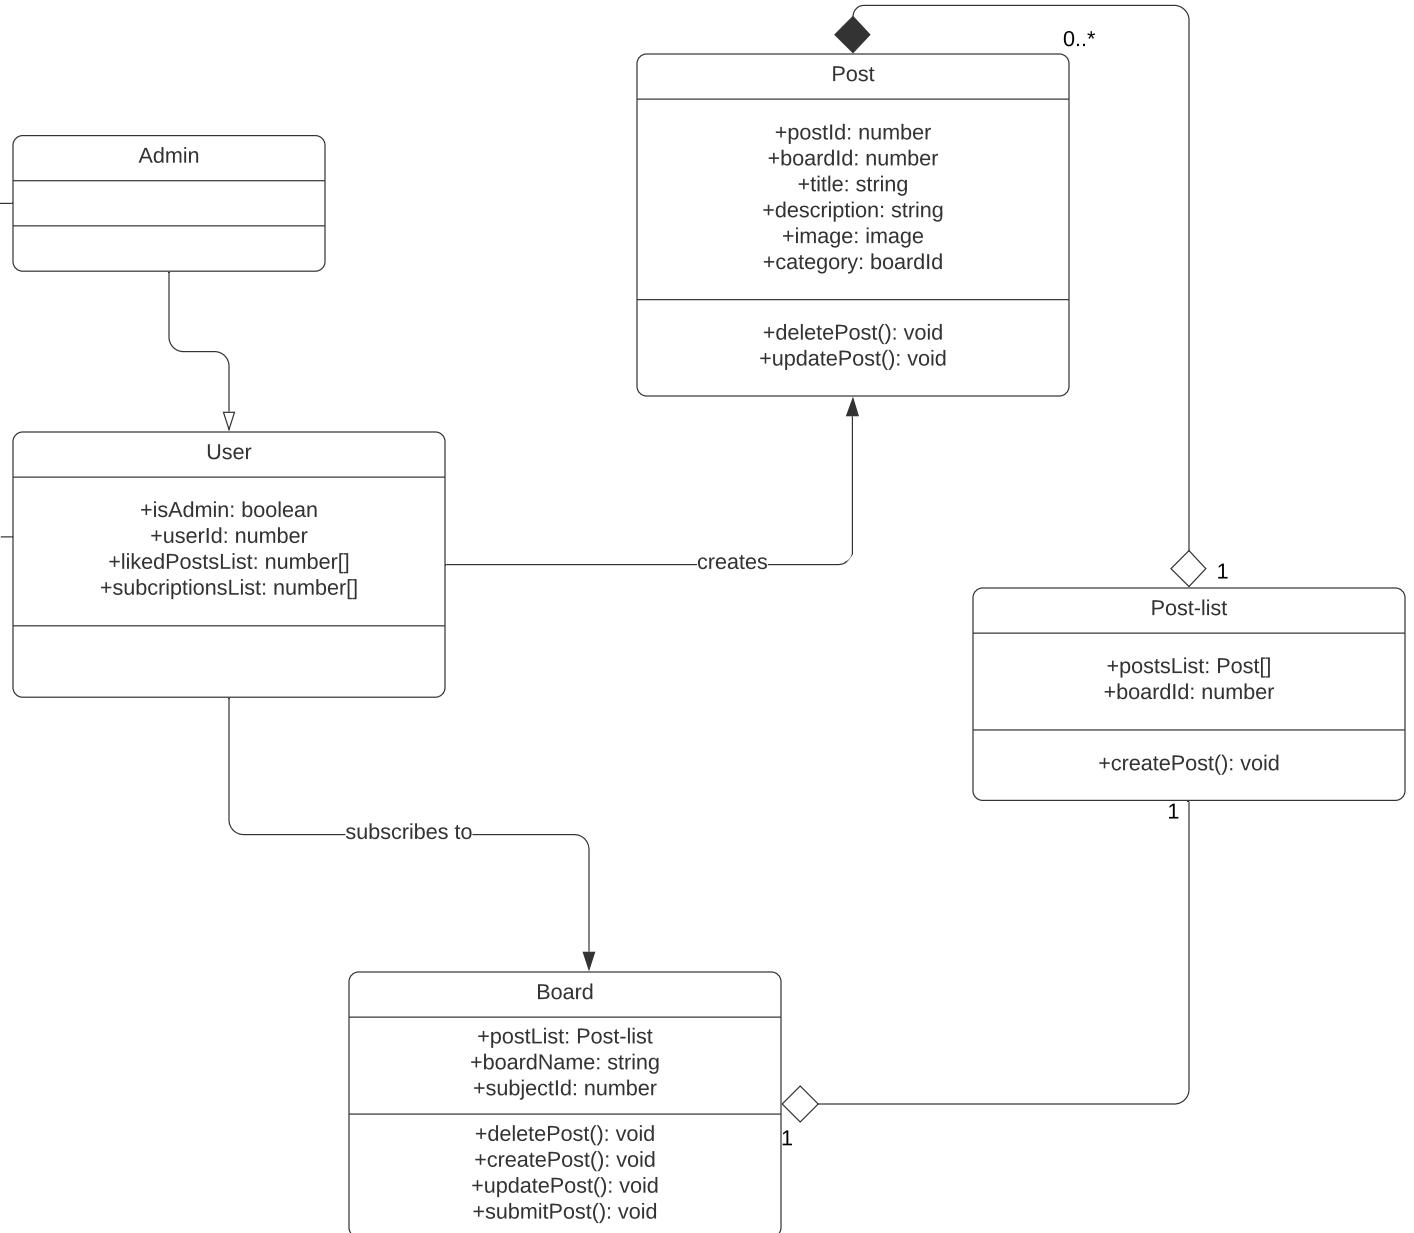 0..*
Post
+postId: number
+boardId: number
+title: string
+description: string
+image: image
+category: boardId
+deletePost(): void
+updatePost(): void
Admin
User
+isAdmin: boolean
+userId: number
+likedPostsList: number[]
+subcriptionsList: number[]
creates
1
Post-list
+postsList: Post[]
+boardId: number
+createPost(): void
1
subscribes to
Board
+postList: Post-list
+boardName: string
+subjectId: number
+deletePost(): void
+createPost(): void
+updatePost(): void
+submitPost(): void
1